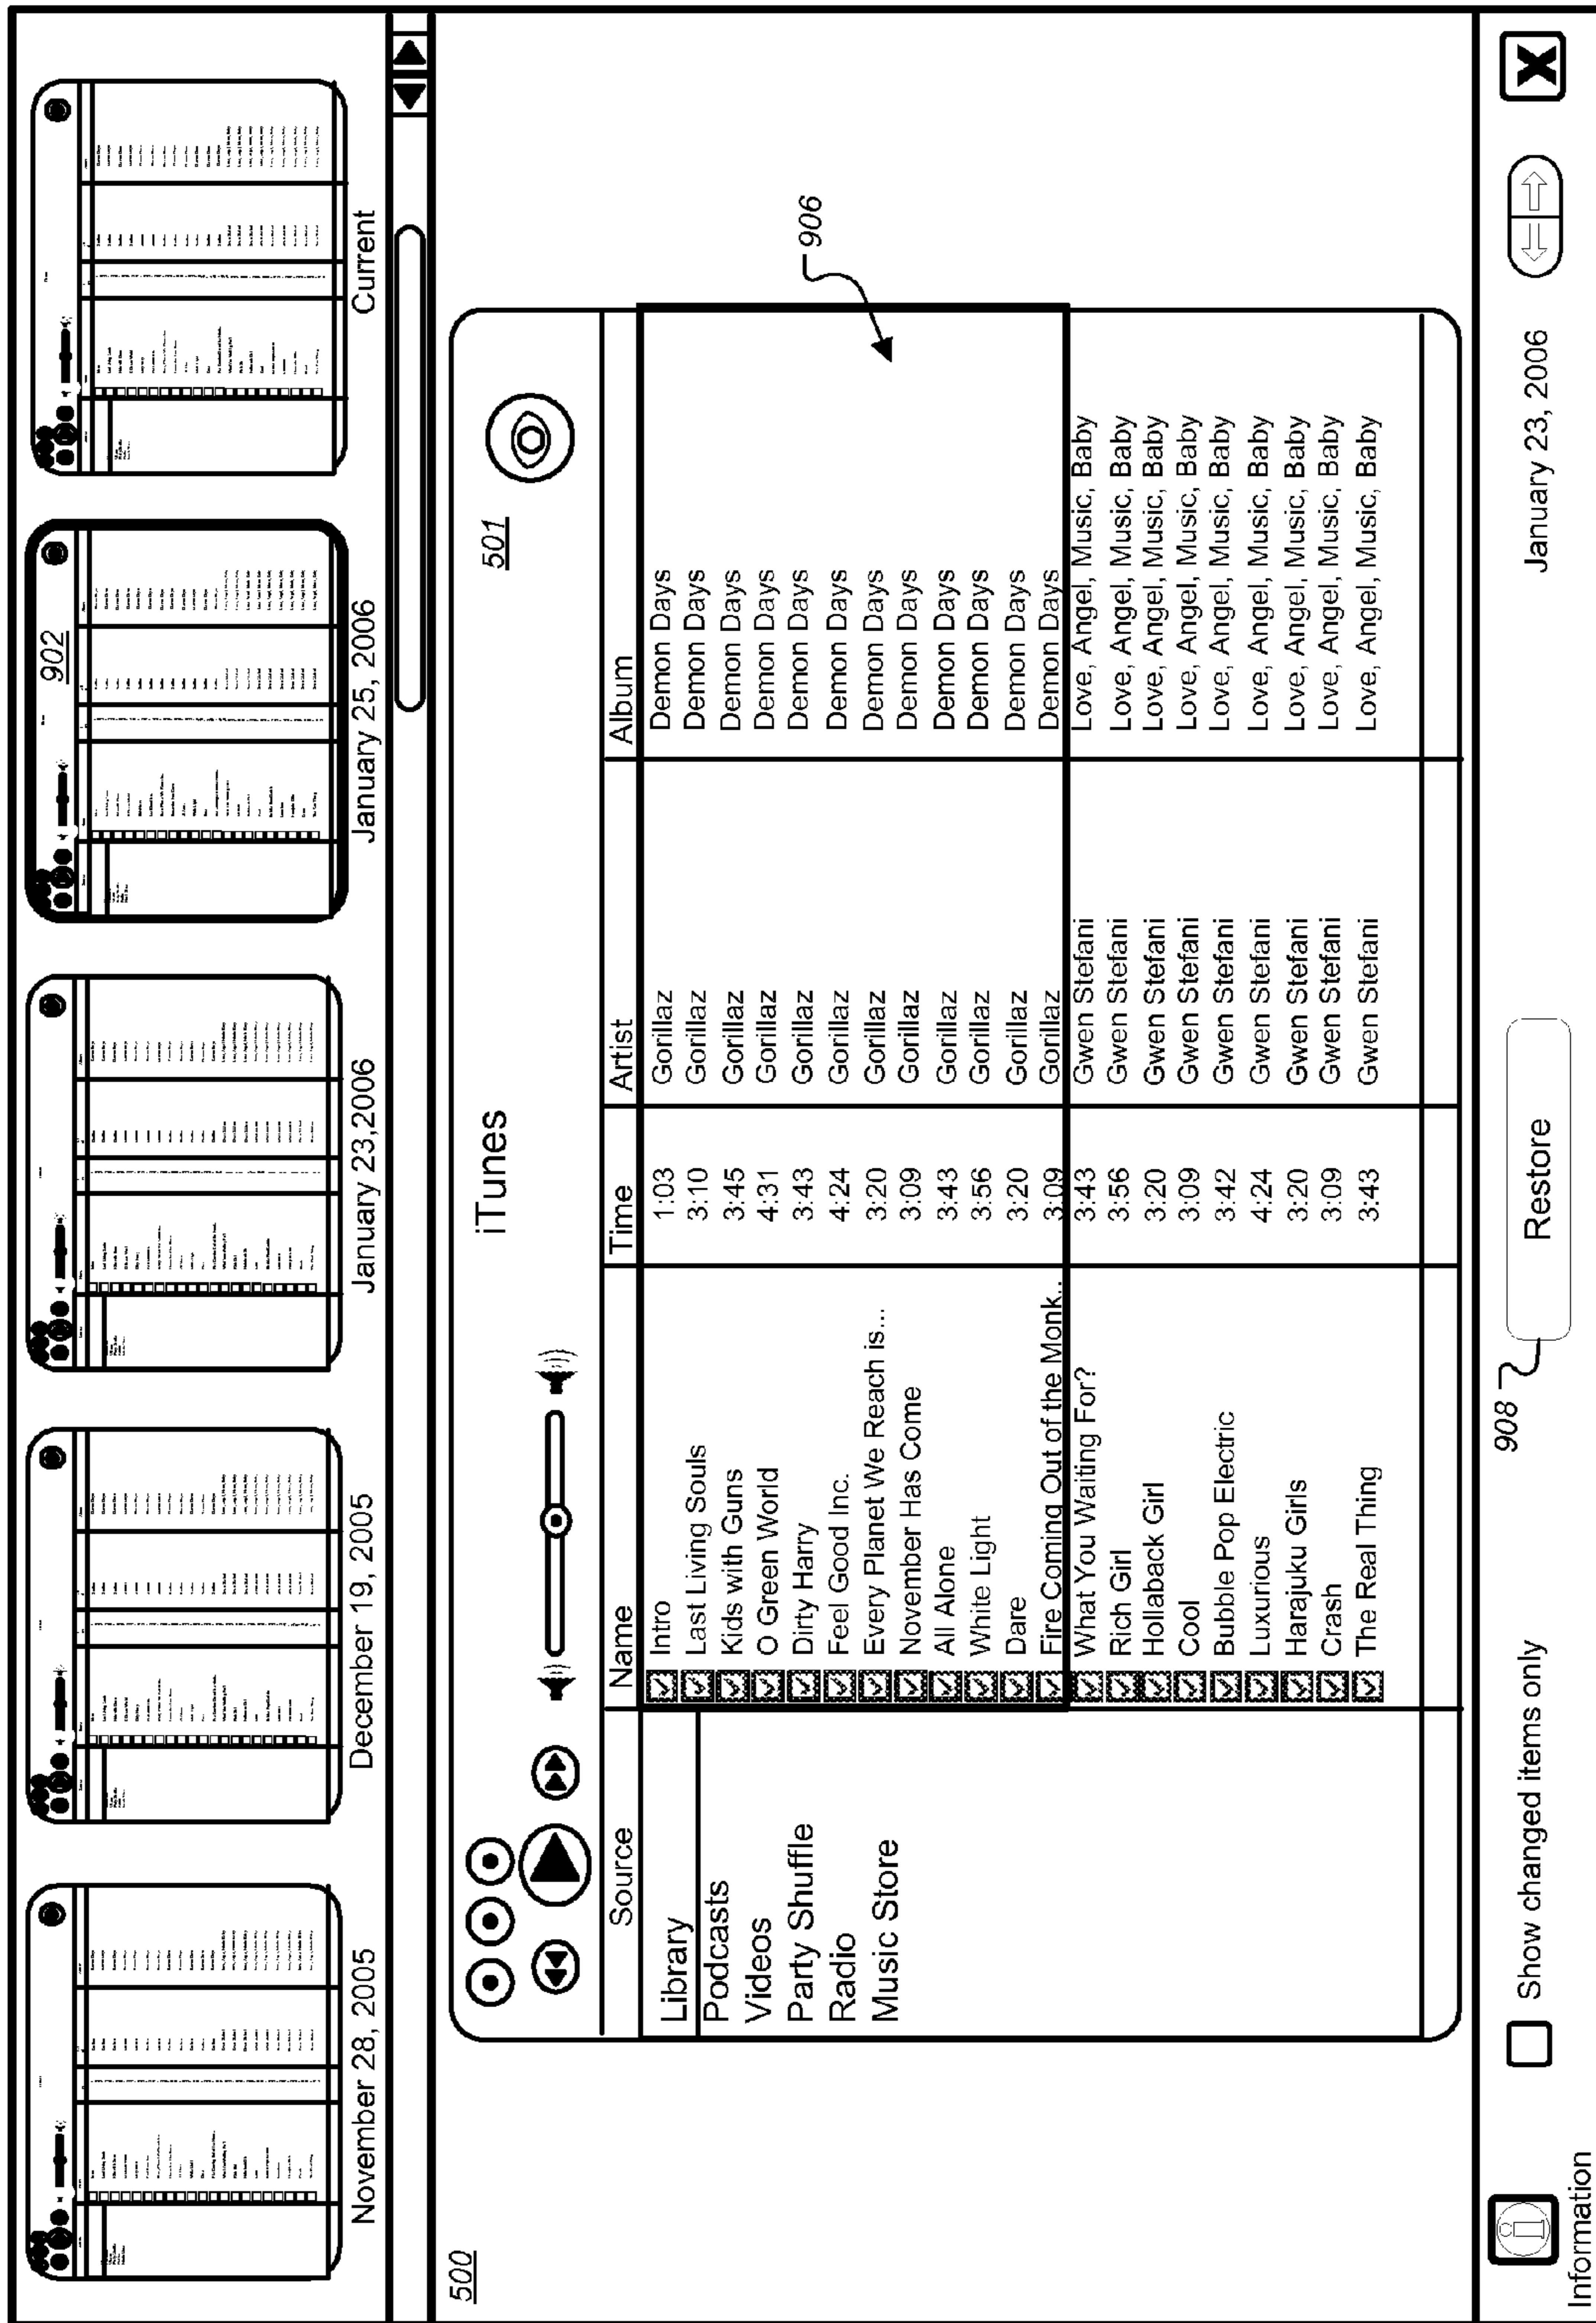 902
November 28, 2005
December 19, 2005
January 23,2006
January 25, 2006
Current
500
iTunes
501
Source Name Time Artist Album
Library
Podcasts
Videos
Party Shuffle
Radio
Music Store
Intro 1:03 Gorillaz Demon Days
Last Living Souls 3:10 Gorillaz Demon Days
Kids with Guns 3:45 Gorillaz Demon Days
O Green World 4:31 Gorillaz Demon Days
Dirty Harry 3:43 Gorillaz Demon Days
Feel Good Inc. 4:24 Gorillaz Demon Days
Every Planet We Reach is... 3:20 Gorillaz Demon Days
November Has Come 3:09 Gorillaz Demon Days
All Alone 3:43 Gorillaz Demon Days
White Light 3:56 Gorillaz Demon Days
Dare 3:20 Gorillaz Demon Days
Fire Coming Out of the Monk... 3:09 Gorillaz Demon Days
What You Waiting For? 3:43 Gwen Stefani Love, Angel, Music, Baby
Rich Girl 3:56 Gwen Stefani Love, Angel, Music, Baby
Hollaback Girl 3:20 Gwen Stefani Love, Angel, Music, Baby
Cool 3:09 Gwen Stefani Love, Angel, Music, Baby
Bubble Pop Electric 3:42 Gwen Stefani Love, Angel, Music, Baby
Luxurious 4:24 Gwen Stefani Love, Angel, Music, Baby
Harajuku Girls 3:20 Gwen Stefani Love, Angel, Music, Baby
Crash 3:09 Gwen Stefani Love, Angel, Music, Baby
The Real Thing 3:43 Gwen Stefani Love, Angel, Music, Baby
906
908
Information
Show changed items only
Restore
January 23, 2006
X